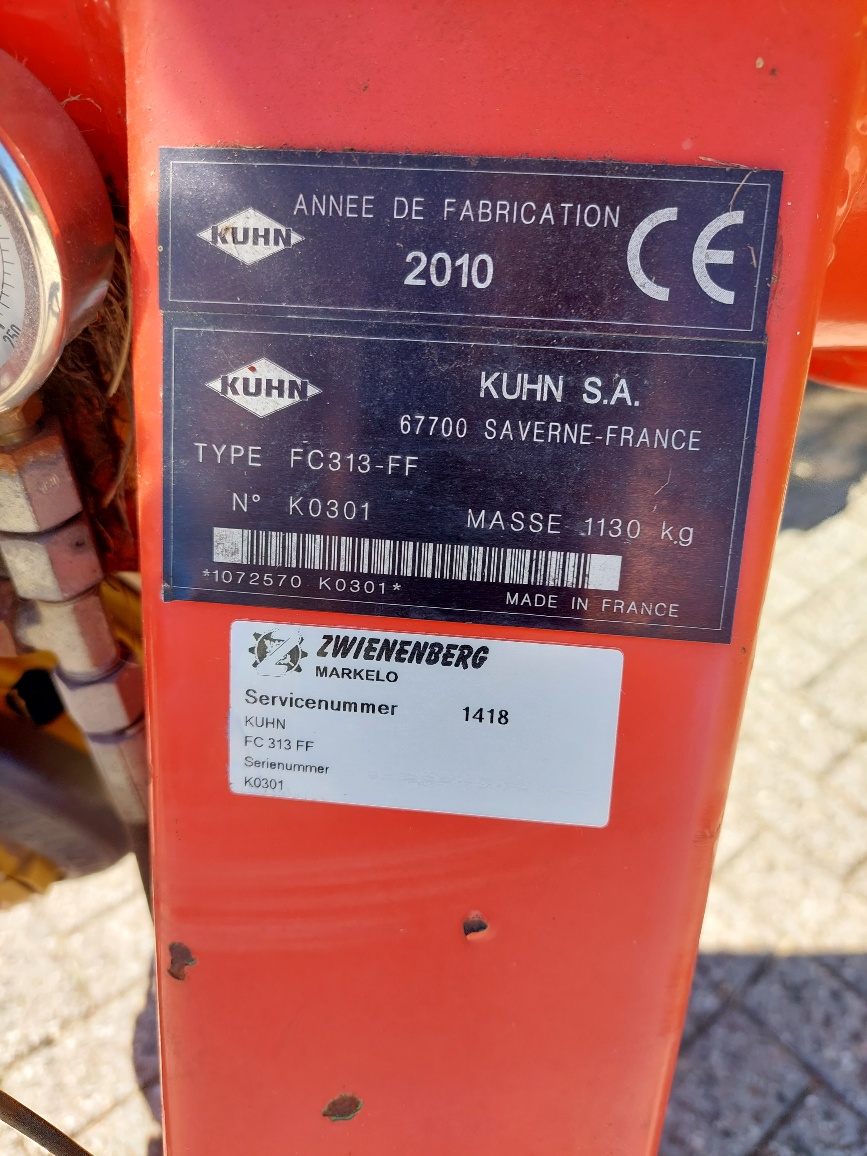 KUHN
ANNEE DE FABRICATION
2010
CE
KUHN
KUHN S.A.
67700 SAVERNE-FRANCE
TYPE FC313-FF
N° K0301 MASSE 1130 kg
*1072570 K0301*
MADE IN FRANCE
ZWIENENBERG
MARKELO
Servicenummer 1418
KUHN
FC 313 FF
Serienummer
K0301
250